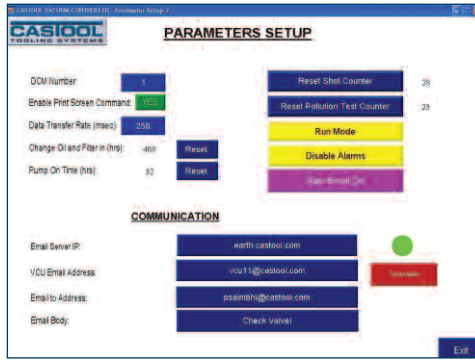 CASTOOL VACUUM CONTROLLER - Parameter Setup 2
CASTOOL
TOOLING SYSTEMS
PARAMETERS SETUP
DCM Number: 1
Enable Print Screen Command: YES
Data Transfer Rate (msec): 250
Change Oil and Filter in (hrs): 468 Reset
Pump On Time (hrs): 32 Reset
Reset Shot Counter 28
Reset Pollution Test Counter 23
Run Mode
Disable Alarms
COMMUNICATION
Email Server IP: earth.castool.com
VCU Email Address: vcu11@castool.com
Email to Address: psaimbhi@castool.com
Email Body: Check Valve!
Exit